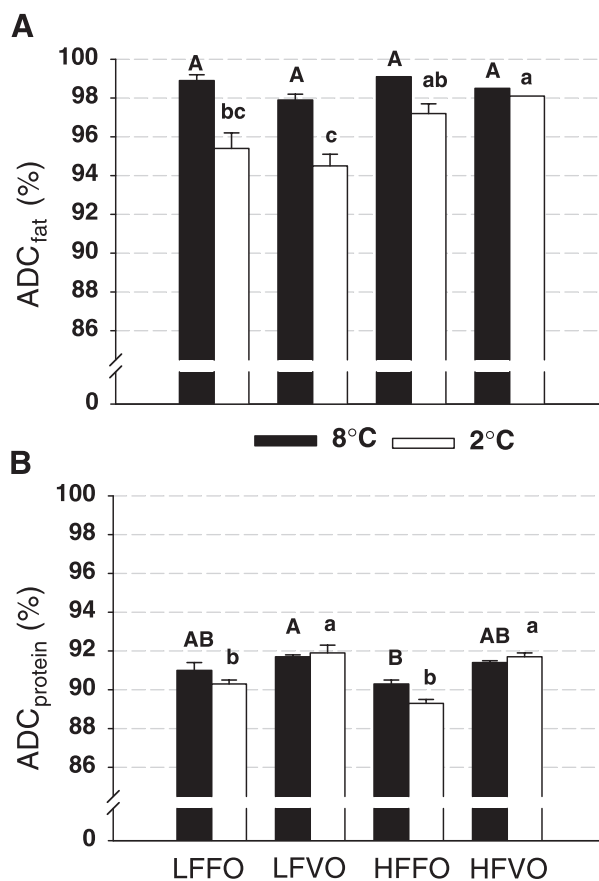 A
100
98
96
94
92
90
88
86
0
ADCfat (%)
A
bc
A
c
A
ab
A
a
8°C
2°C
B
100
98
96
94
92
90
88
86
0
ADCprotein (%)
AB
b
A
a
B
b
AB
a
LFFO LFVO HFFO HFVO